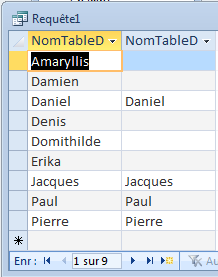 Requête1
NomTableD NomTableD
Amaryllis
Damien
Daniel Daniel
Denis
Domithilde
Erika
Jacques Jacques
Paul Paul
Pierre Pierre
Enr : 1 sur 9